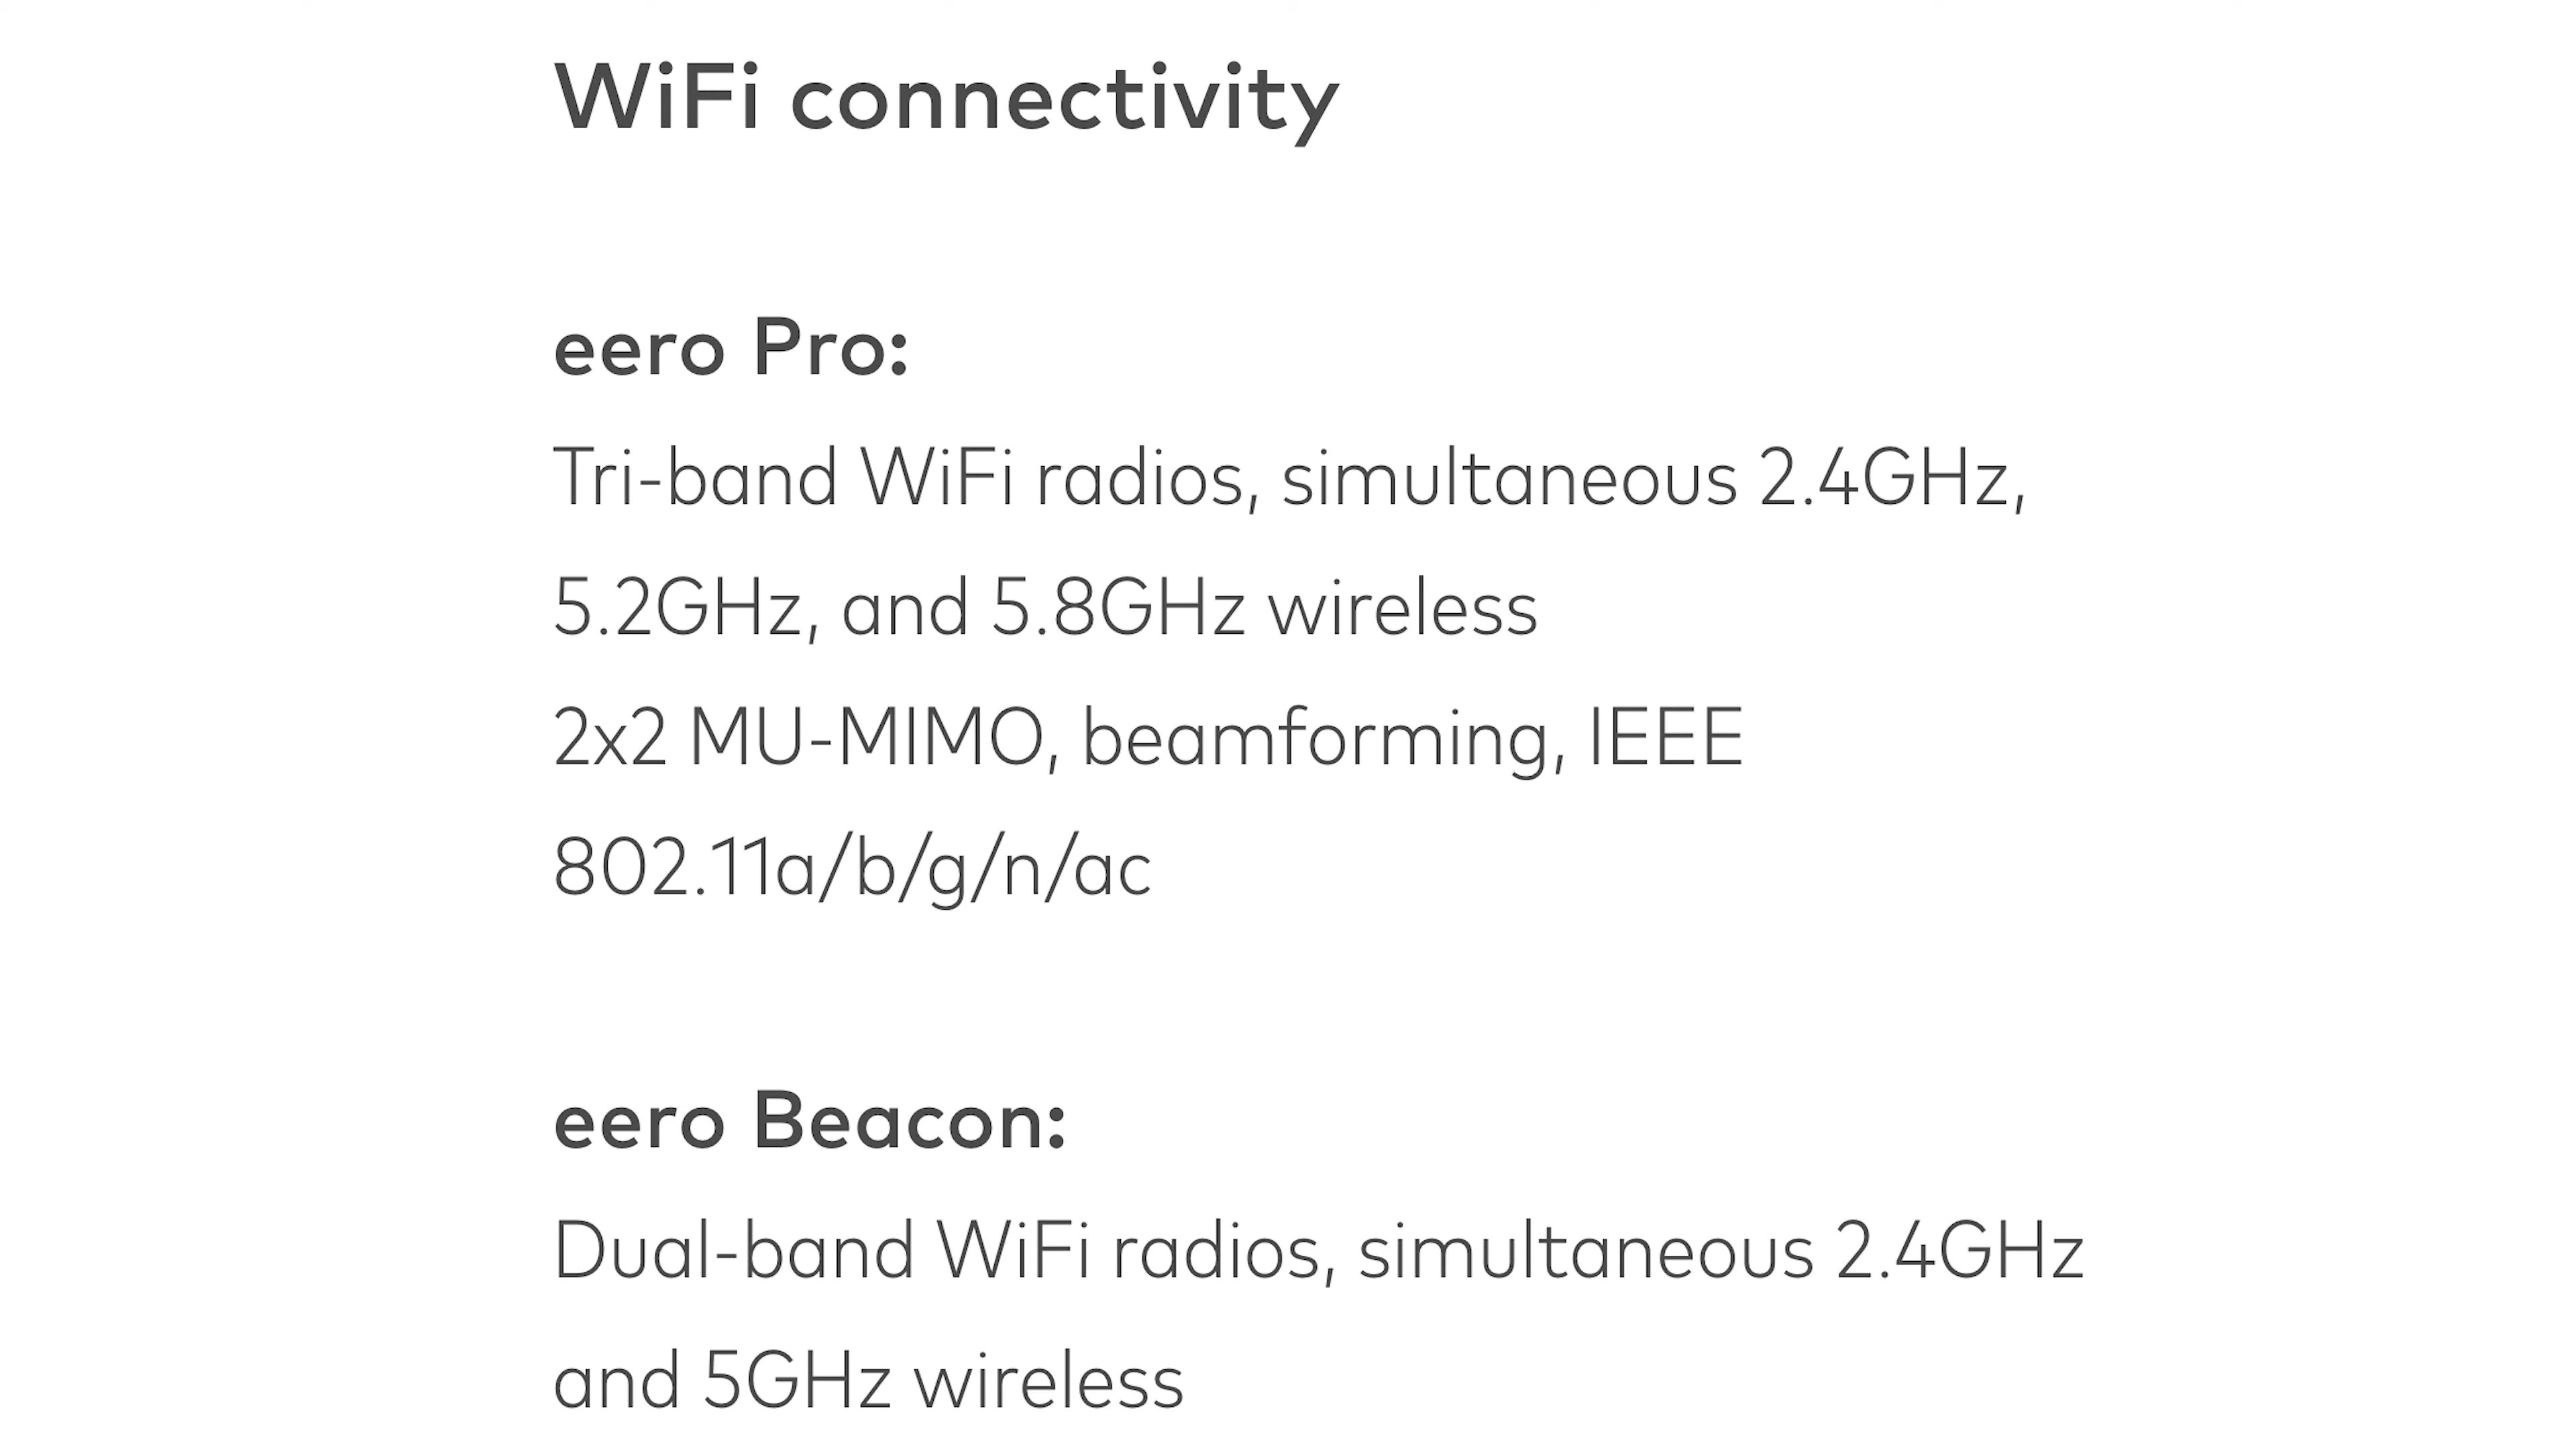 WiFi connectivity
eero Pro:
Tri-band WiFi radios, simultaneous 2.4GHz,
5.2GHz, and 5.8GHz wireless
2x2 MU-MIMO, beamforming, IEEE
802.11a/b/g/n/ac
eero Beacon:
Dual-band WiFi radios, simultaneous 2.4GHz
and 5GHz wireless